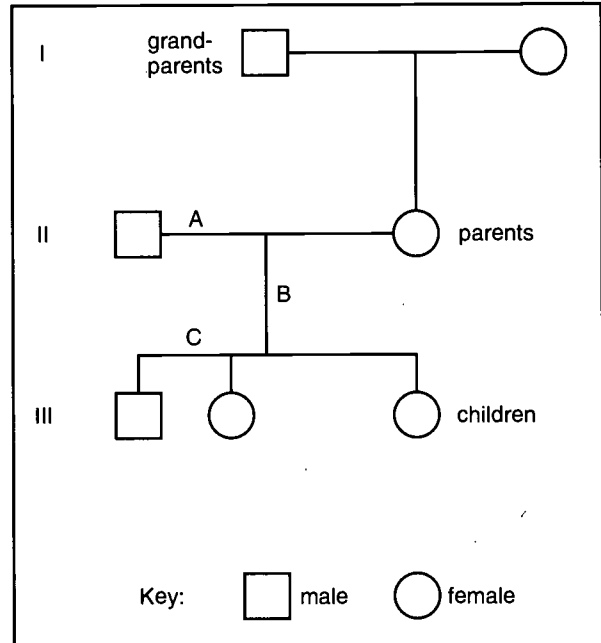 I
grand-
parents
II
A
parents
B
C
III
children
Key:
male
female